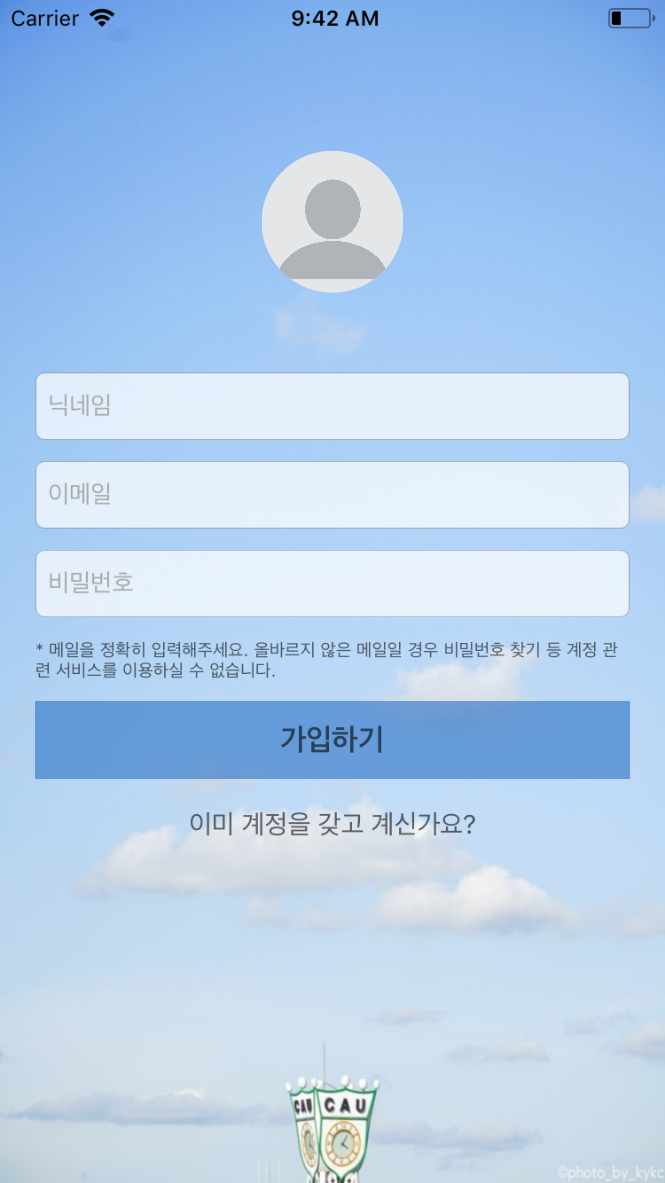 Carrier 9:42 AM
닉네임
이메일
비밀번호
* 메일을 정확히 입력해주세요. 올바르지 않은 메일일 경우 비밀번호 찾기 등 계정 관
련 서비스를 이용하실 수 없습니다.
가입하기
이미 계정을 갖고 계신가요?
CAU CAU
©photo_by_kykc